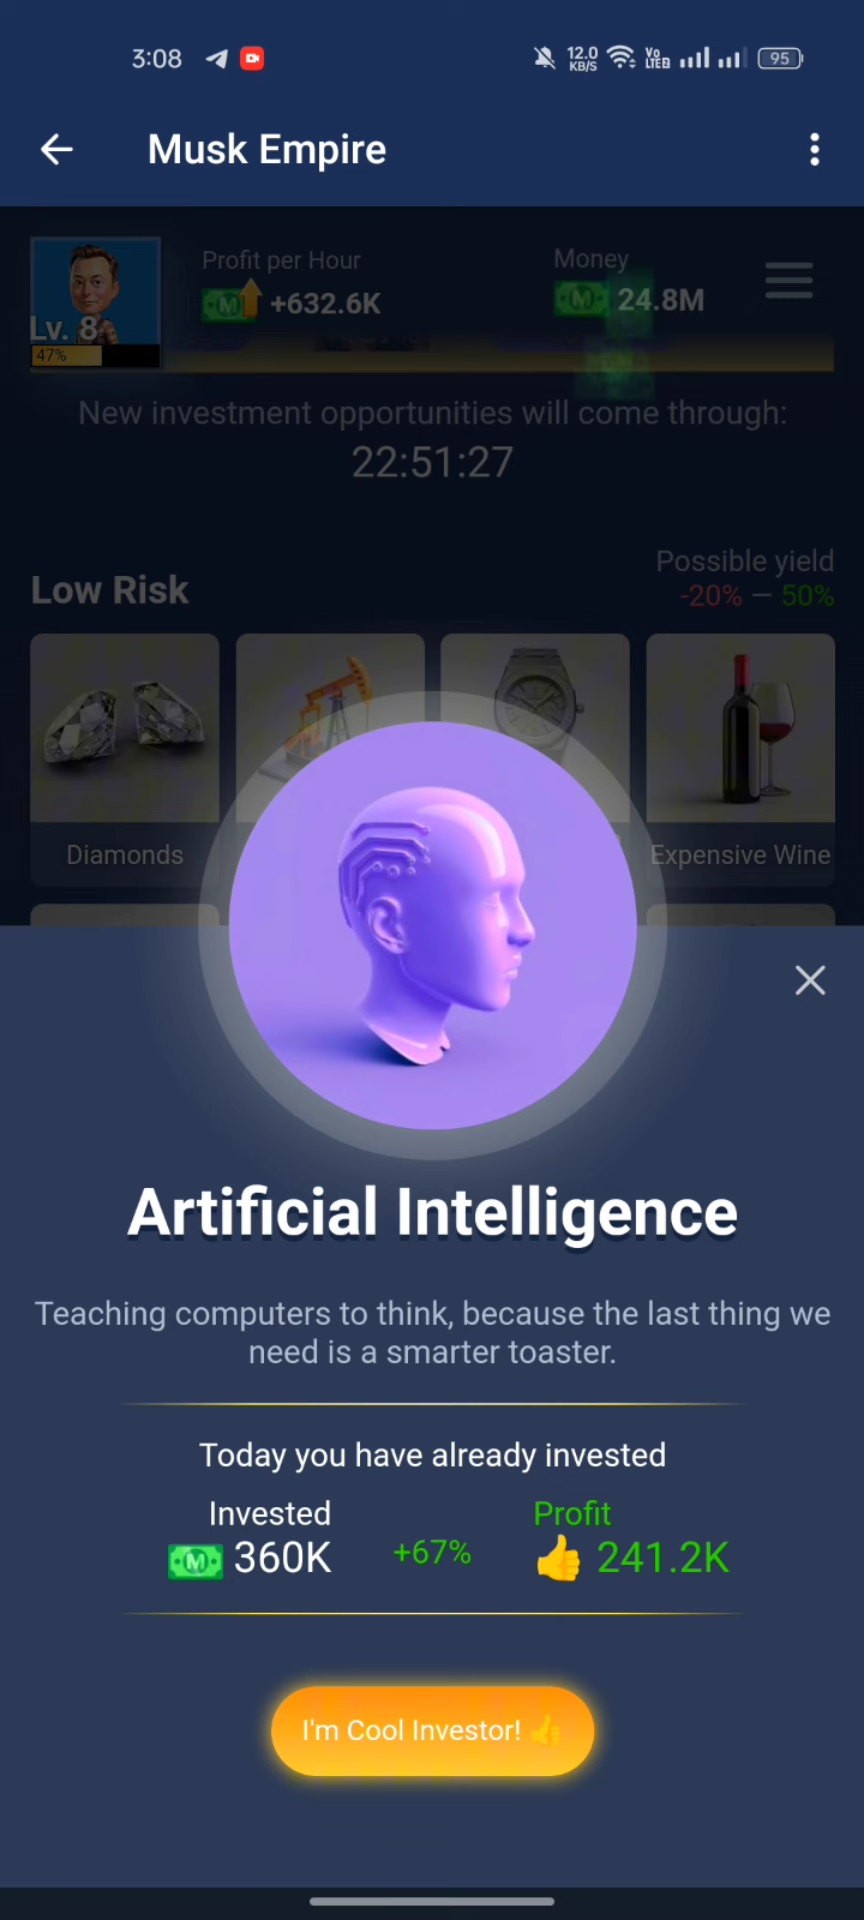 3:08
12.0
KB/S
Vo
LTE 2
95
Musk Empire
Profit per Hour
Money
M +632.6K
M 24.8M
Lv. 8
47%
New investment opportunities will come through:
22:51:27
Possible yield
Low Risk
-20% — 50%
Diamonds
Expensive Wine
Artificial Intelligence
Teaching computers to think, because the last thing we
need is a smarter toaster.
Today you have already invested
Invested
Profit
M 360K
+67%
241.2K
I'm Cool Investor!